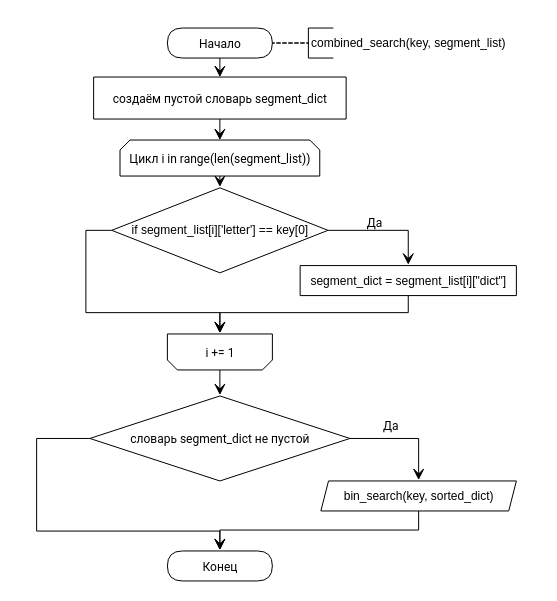 Начало
combined_search(key, segment_list)
создаём пустой словарь segment_dict
Цикл i in range(len(segment_list))
if segment_list[i]['letter'] == key[0]
Да
segment_dict = segment_list[i]["dict"]
i += 1
словарь segment_dict не пустой
Да
bin_search(key, sorted_dict)
Конец